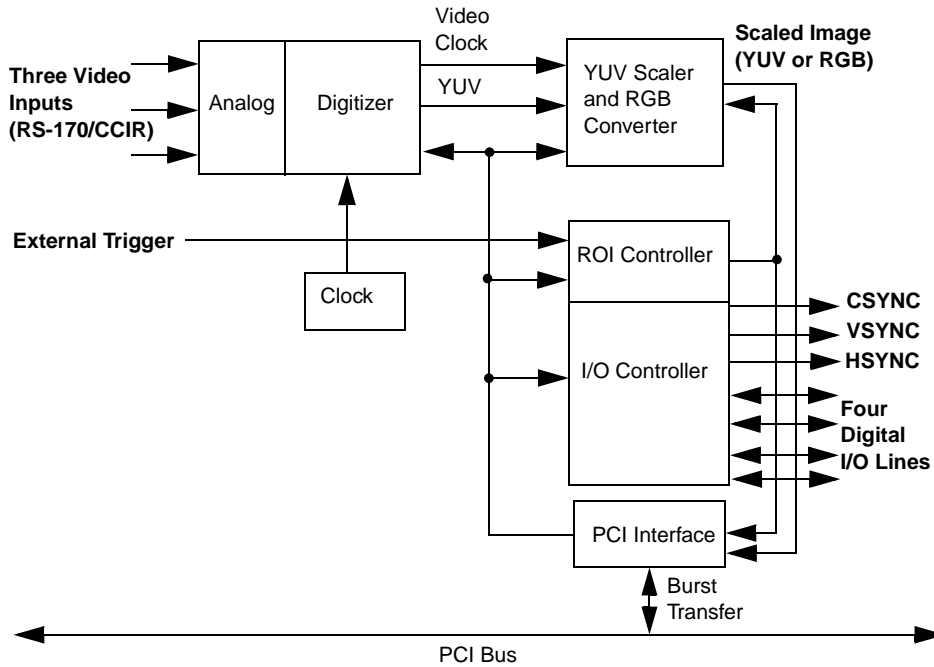 Video
Clock
Scaled Image
(YUV or RGB)
Three Video
Inputs
(RS-170/CCIR)
Analog
Digitizer
YUV
YUV Scaler
and RGB
Converter
External Trigger
ROI Controller
Clock
CSYNC
VSYNC
HSYNC
I/O Controller
Four
Digital
I/O Lines
PCI Interface
Burst
Transfer
PCI Bus